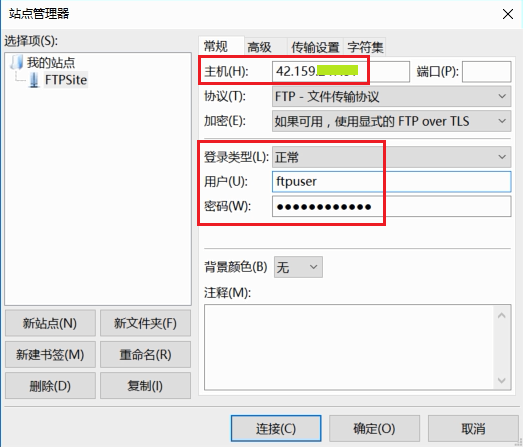 站点管理器
选择项(S):
我的站点
FTPSite
新站点(N)
新文件夹(F)
新建书签(M)
重命名(R)
删除(D)
复制(I)
常规
高级
传输设置
字符集
主机(H):
42.159.
端口(P):
协议(T):
FTP - 文件传输协议
加密(E):
如果可用，使用显式的 FTP over TLS
登录类型(L):
正常
用户(U):
ftpuser
密码(W):
●●●●●●●●●●●●
背景颜色(B)
无
注释(M):
连接(C)
确定(O)
取消